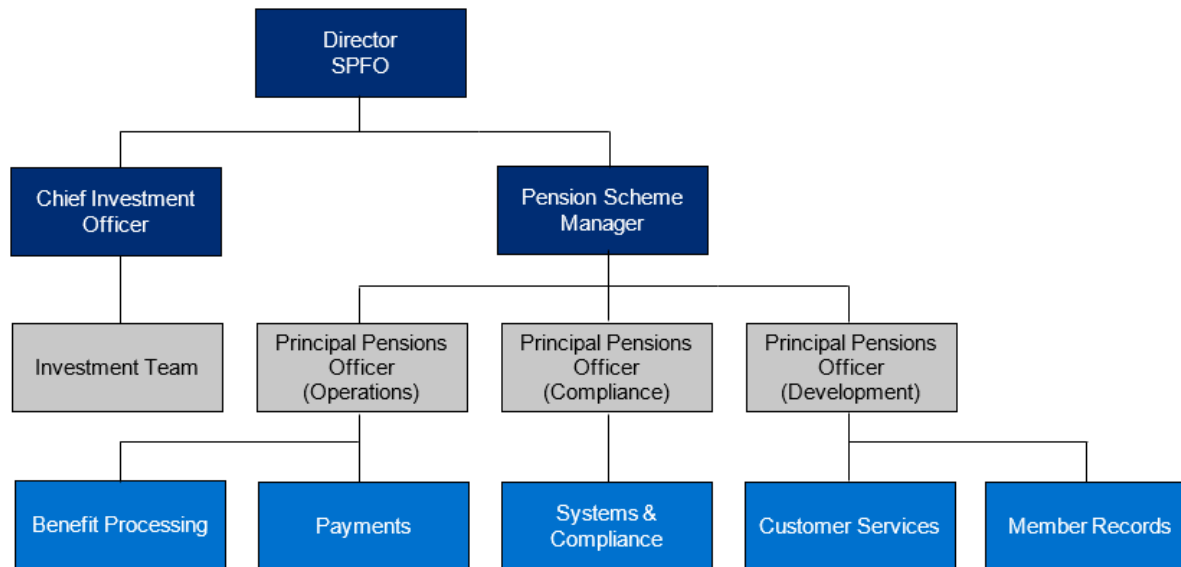 Director
SPFO
Chief Investment
Officer
Pension Scheme
Manager
Investment Team
Principal Pensions
Officer
(Operations)
Principal Pensions
Officer
(Compliance)
Principal Pensions
Officer
(Development)
Benefit Processing
Payments
Systems &
Compliance
Customer Services
Member Records